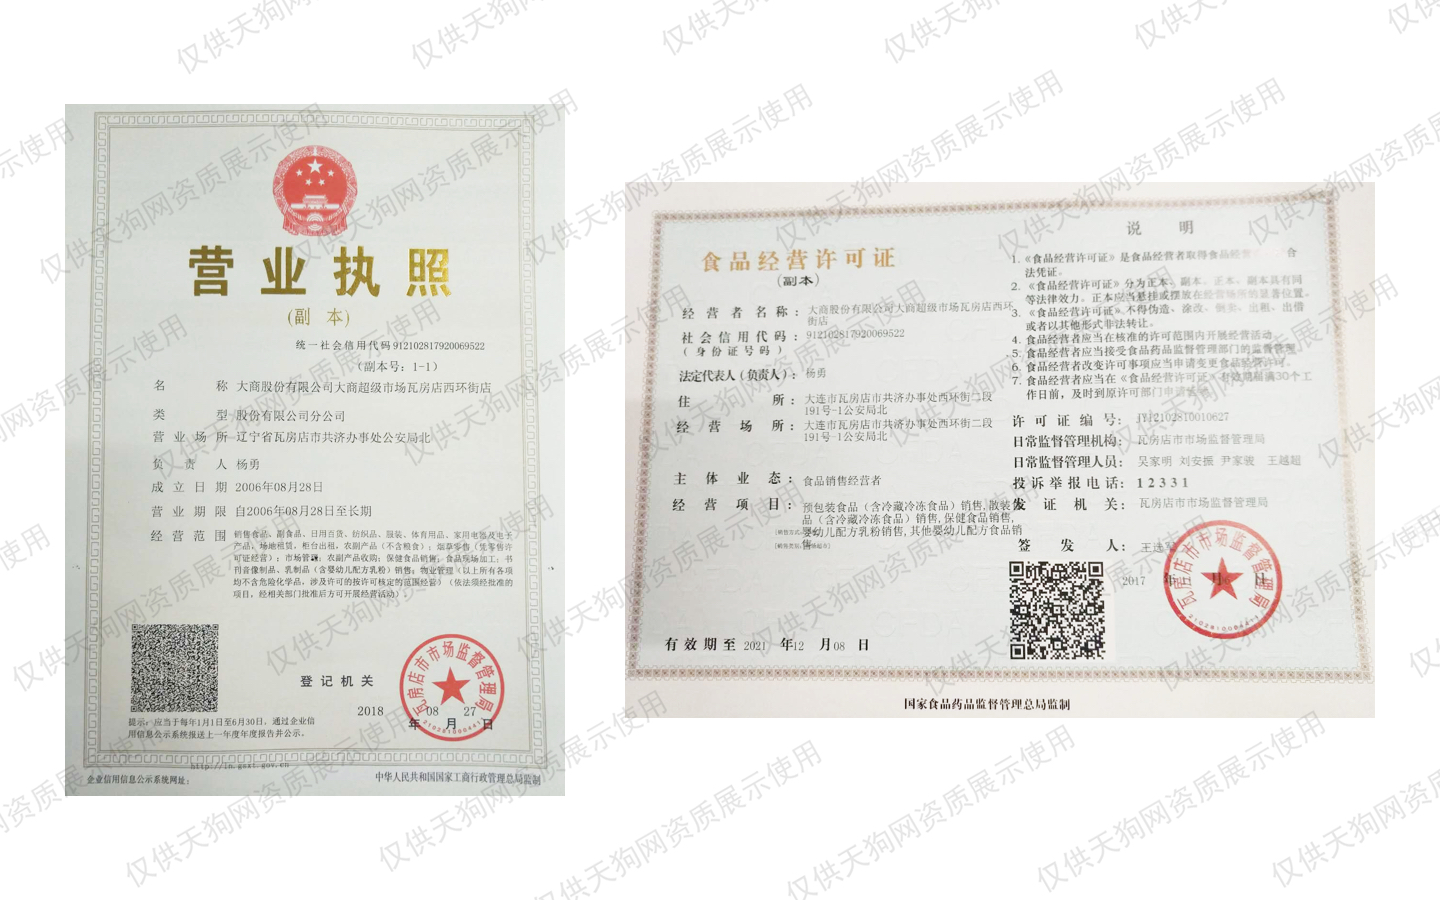 营业执照
(副 本)
统一社会信用代码 912102817920069522
(副本号: 1-1)
名 称 大商股份有限公司大商超级市场瓦房店西环街店
类 型 股份有限公司分公司
营业场所 辽宁省瓦房店市共济办事处公安局北
负 责 人 杨勇
成立日期 2006年08月28日
营业期限 自2006年08月28日至长期
经营范围 销售食品、副食品、日用百货、纺织品、服装、体育用品、家用电器及电子
产品、场地租赁,柜台出租,农副产品(不含粮食);烟草零售(凭零售许
可证经营);市场管理;农副产品收购;保健食品销售;食品现场加工;书
刊音像制品、乳制品(含婴幼儿配方乳粉)销售;物业管理(以上所有各项
均不含危险化学品,涉及许可的按许可核定的范围经营)(依法须经批准的
项目,经相关部门批准后方可开展经营活动)
登记机关
2018 年 08 月 27 日
瓦房店市市场监督管理局
提示:应当于每年1月1日至6月30日,通过企业信
用信息公示系统报送上一年度年度报告并公示。
http://ln.gsxt.gov.cn
企业信用信息公示系统网址:
中华人民共和国国家工商行政管理总局监制
食品经营许可证
(副本)
经营者名称: 大商股份有限公司大商超级市场瓦房店西环
街店
社会信用代码: 912102817920069522
(身份证号码)
法定代表人(负责人): 杨勇
住 所: 大连市瓦房店市共济办事处西环街二段
191号-1公安局北
经 营 场 所: 大连市瓦房店市共济办事处西环街二段
191号-1公安局北
主 体 业 态: 食品销售经营者
经 营 项 目: 预包装食品(含冷藏冷冻食品)销售,散装食
品(含冷藏冷冻食品)销售,保健食品销售,
婴幼儿配方乳粉销售,其他婴幼儿配方食品销
售
有效期至 2021 年12 月08 日
说 明
1.《食品经营许可证》是食品经营者取得食品经营 合
法凭证。
2.《食品经营许可证》分为正本、副本。正本、副本具有同
等法律效力。正本应当悬挂或摆放在经营场所的显著位置。
3.《食品经营许可证》不得伪造、涂改、倒卖、出租、出借
或者以其他形式非法转让。
4. 食品经营者应当在核准的许可范围内开展经营活动。
5. 食品经营者应当接受食品药品监督管理部门的监督管理。
6. 食品经营者改变许可事项应当申请变更食品经营许可。
7. 食品经营者应当在《食品经营许可证》有效期届满30个工
作日前,及时到原许可部门申请
许可证编号: JY12102810010627
日常监督管理机构: 瓦房店市市场监督管理局
日常监督管理人员: 吴家明 刘安振 尹家骏 王越超
投诉举报电话: 12331
发 证 机 关: 瓦房店市市场监督管理局
签 发 人: 王选
2017 年 月 日
瓦房店市市场监督管理局
国家食品药品监督管理总局监制
仅供天狗网资质展示使用